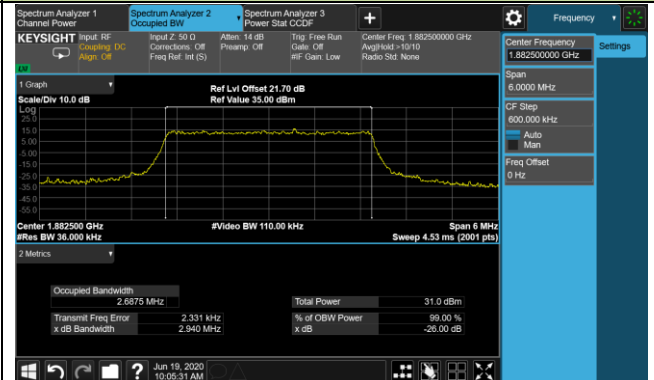 Spectrum Analyzer 1
Channel Power
Spectrum Analyzer 2
Occupied BW
Spectrum Analyzer 3
Power Stat CCDF
+
Frequency
KEYSIGHT
Input: RF
Coupling: DC
Align: Off
Input Z: 50 Ω
Corrections: Off
Freq Ref: Int (S)
Atten: 14 dB
Preamp: Off
Trig: Free Run
Gate: Off
#IF Gain: Low
Center Freq: 1.882500000 GHz
Avg|Hold:>10/10
Radio Std: None
Center Frequency
1.882500000 GHz
Settings
Span
6.0000 MHz
CF Step
600.000 kHz
Auto
Man
Freq Offset
0 Hz
1 Graph
Scale/Div 10.0 dB
Ref Lvl Offset 21.70 dB
Ref Value 35.00 dBm
Log
25.0
15.0
5.00
-5.00
-15.0
-25.0
-35.0
-45.0
-55.0
Center 1.882500 GHz
#Video BW 110.00 kHz
Span 6 MHz
#Res BW 36.000 kHz
Sweep 4.53 ms (2001 pts)
2 Metrics
Occupied Bandwidth
2.6875 MHz
Total Power 31.0 dBm
Transmit Freq Error 2.331 kHz
% of OBW Power 99.00 %
x dB Bandwidth 2.940 MHz
x dB -26.00 dB
?
Jun 19, 2020
10:05:31 AM